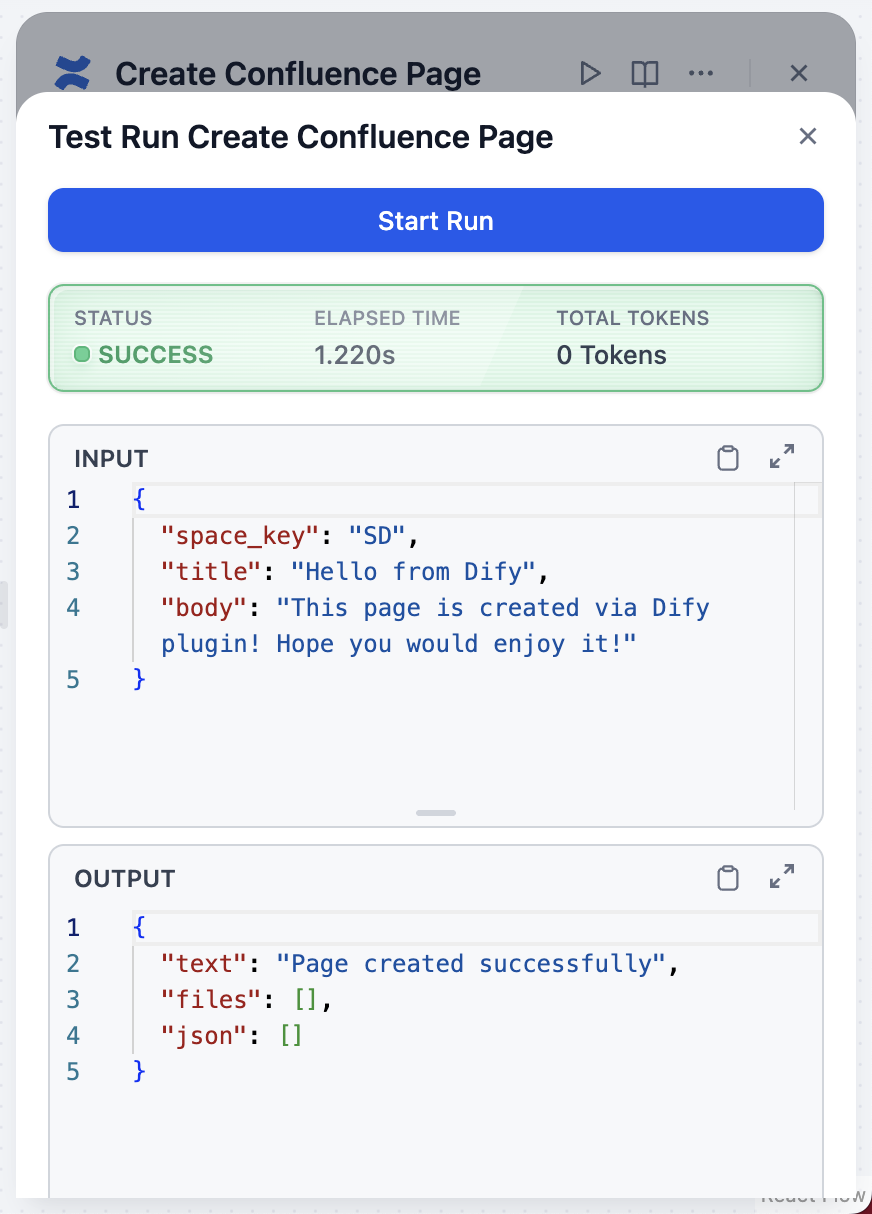 Create Confluence Page
Test Run Create Confluence Page
Start Run
STATUS
SUCCESS
ELAPSED TIME
1.220s
TOTAL TOKENS
0 Tokens
INPUT
1 {
2 "space_key": "SD",
3 "title": "Hello from Dify",
4 "body": "This page is created via Dify
plugin! Hope you would enjoy it!"
5 }
OUTPUT
1 {
2 "text": "Page created successfully",
3 "files": [],
4 "json": []
5 }
React Flow